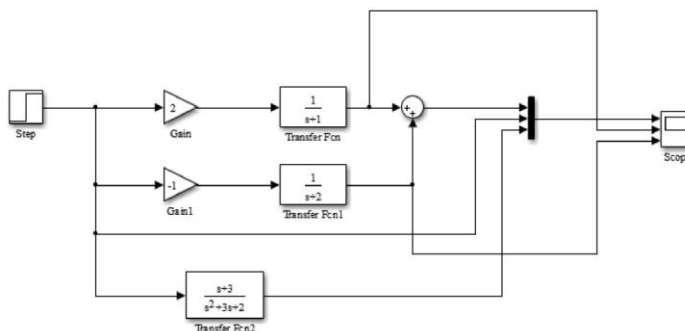 2
1
s+1
+
+
Step
Gain
Transfer Fcn
Scop
-1
1
s+2
Gain1
Transfer Fcn1
s+3
s²+3s+2
Transfer Fcn2